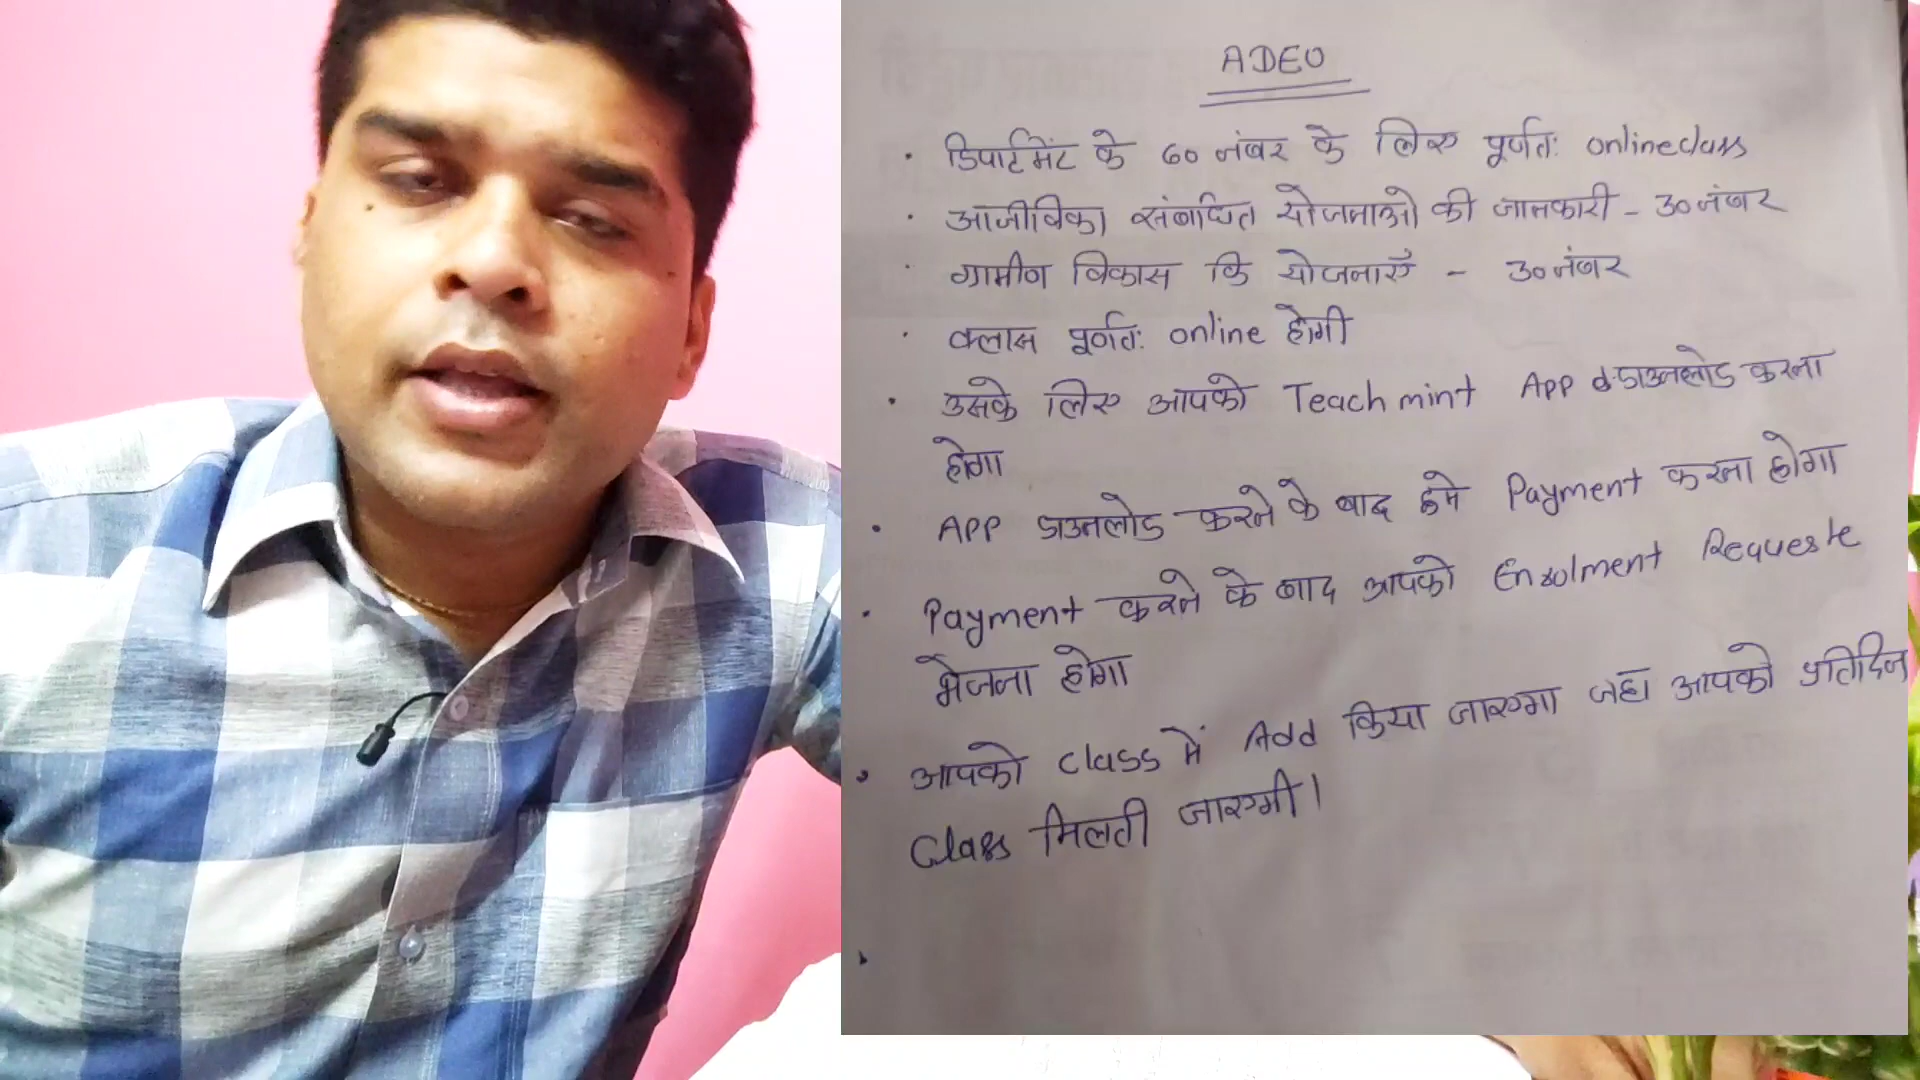 ADEO
डिपार्टमेंट के 60 नंबर के लिए पूर्णतः onlineclass
आजीविका संबंधित योजनाओ की जानकारी - 30 नंबर
ग्रामीण विकास कि योजनाएँ - 30 नंबर
क्लास पूर्णतः online होगी
उसके लिए आपको Teachmint App डाउनलोड करना
होगा
APP डाउनलोड करने के बाद हमे Payment करना होगा
Payment करने के बाद आपको Enrolment Requeste
भेजना होगा
आपको class में Add किया जाएगा जहा आपको प्रतिदिन
Class मिलती जाएगी।